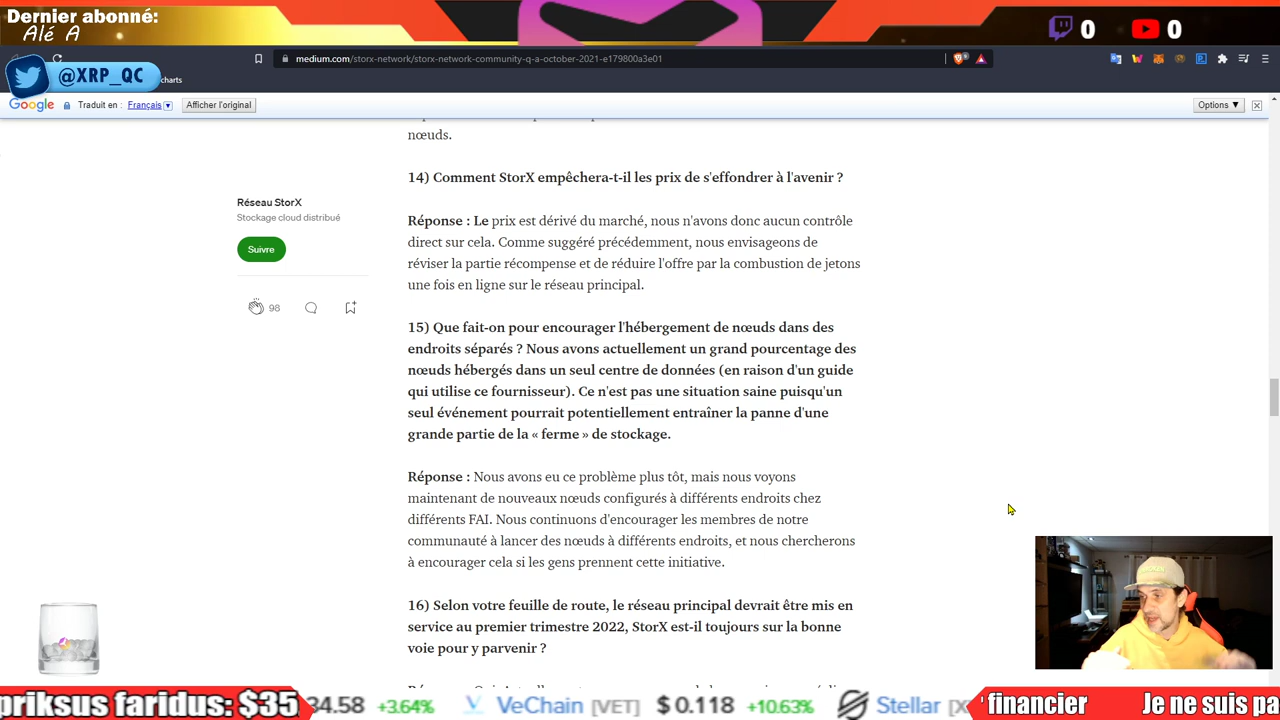 Dernier abonné:
Alé A
0
0
medium.com/storx-network/storx-network-community-q-a-october-2021-e179800a3e01
@XRP_QC
charts
Google
Traduit en : Français
Afficher l'original
Options ▼
nœuds.
14) Comment StorX empêchera-t-il les prix de s'effondrer à l'avenir ?
Réseau StorX
Stockage cloud distribué
Suivre
98
Réponse : Le prix est dérivé du marché, nous n'avons donc aucun contrôle
direct sur cela. Comme suggéré précédemment, nous envisageons de
réviser la partie récompense et de réduire l'offre par la combustion de jetons
une fois en ligne sur le réseau principal.
15) Que fait-on pour encourager l'hébergement de nœuds dans des
endroits séparés ? Nous avons actuellement un grand pourcentage des
nœuds hébergés dans un seul centre de données (en raison d'un guide
qui utilise ce fournisseur). Ce n'est pas une situation saine puisqu'un
seul événement pourrait potentiellement entraîner la panne d'une
grande partie de la « ferme » de stockage.
Réponse : Nous avons eu ce problème plus tôt, mais nous voyons
maintenant de nouveaux nœuds configurés à différents endroits chez
différents FAI. Nous continuons d'encourager les membres de notre
communauté à lancer des nœuds à différents endroits, et nous chercherons
à encourager cela si les gens prennent cette initiative.
16) Selon votre feuille de route, le réseau principal devrait être mis en
service au premier trimestre 2022, StorX est-il toujours sur la bonne
voie pour y parvenir ?
priksus faridus: $35
34.58 +3.64% VeChain [VET] $ 0.118 +10.63% Stellar [X
' financier Je ne suis pa